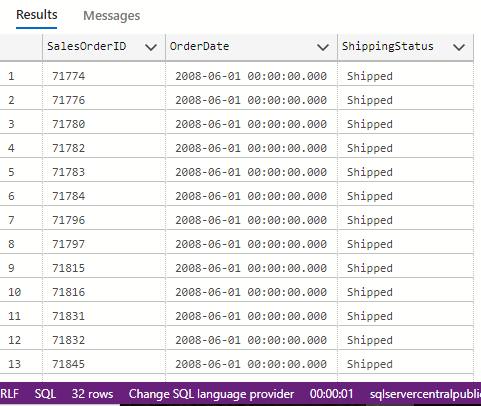 Results Messages
SalesOrderID OrderDate ShippingStatus
1 71774 2008-06-01 00:00:00.000 Shipped
2 71776 2008-06-01 00:00:00.000 Shipped
3 71780 2008-06-01 00:00:00.000 Shipped
4 71782 2008-06-01 00:00:00.000 Shipped
5 71783 2008-06-01 00:00:00.000 Shipped
6 71784 2008-06-01 00:00:00.000 Shipped
7 71796 2008-06-01 00:00:00.000 Shipped
8 71797 2008-06-01 00:00:00.000 Shipped
9 71815 2008-06-01 00:00:00.000 Shipped
10 71816 2008-06-01 00:00:00.000 Shipped
11 71831 2008-06-01 00:00:00.000 Shipped
12 71832 2008-06-01 00:00:00.000 Shipped
13 71845 2008-06-01 00:00:00.000 Shipped
RLF SQL 32 rows Change SQL language provider 00:00:01 sqlservercentralpublic